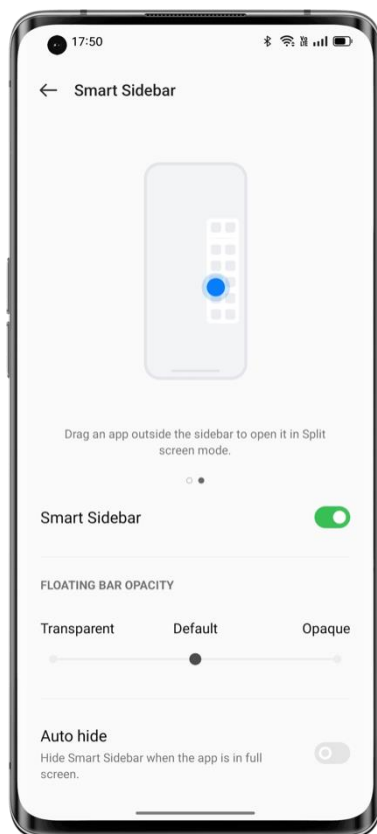 17:50
Smart Sidebar
Drag an app outside the sidebar to open it in Split
screen mode.
Smart Sidebar
FLOATING BAR OPACITY
Transparent Default Opaque
Auto hide
Hide Smart Sidebar when the app is in full
screen.